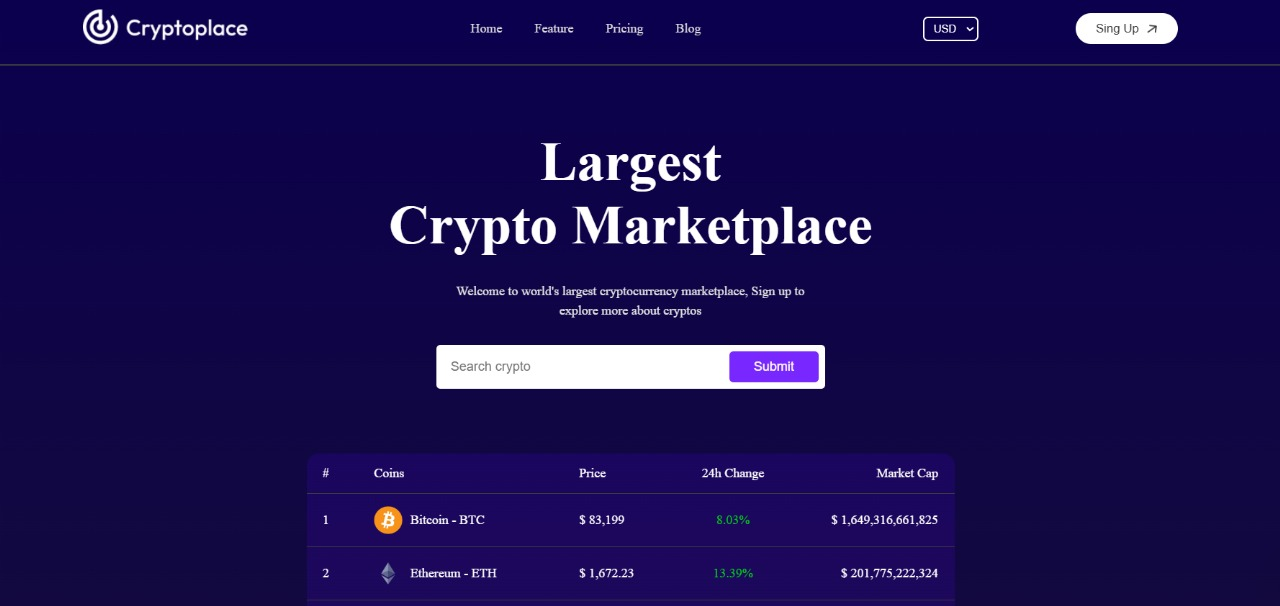 Cryptoplace
Home Feature Pricing Blog
USD
Sing Up
Largest
Crypto Marketplace
Welcome to world's largest cryptocurrency marketplace, Sign up to
explore more about cryptos
Search crypto Submit
# Coins Price 24h Change Market Cap
1 Bitcoin - BTC $ 83,199 8.03% $ 1,649,316,661,825
2 Ethereum - ETH $ 1,672.23 13.39% $ 201,775,222,324